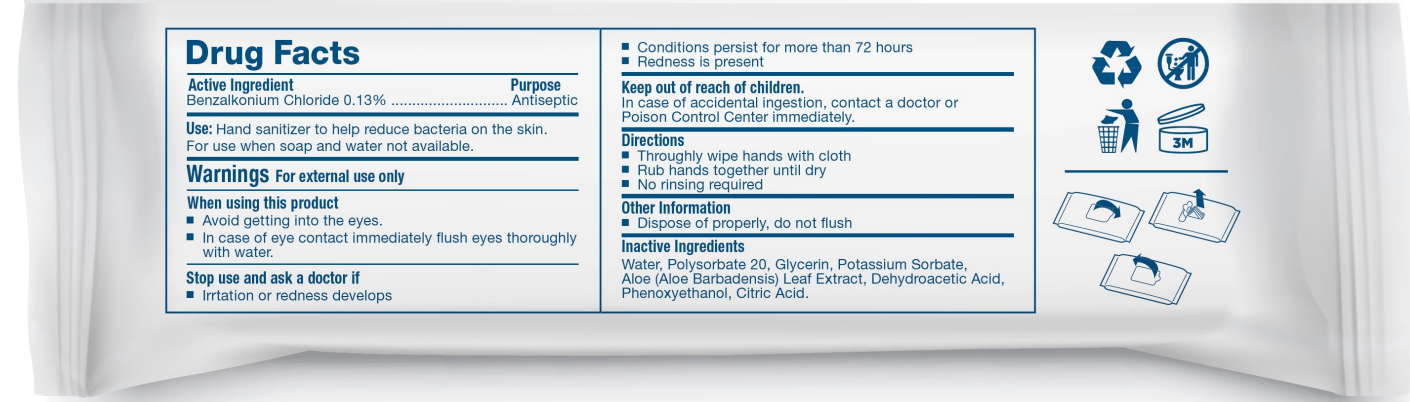 Drug Facts
Active Ingredient Purpose
Benzalkonium Chloride 0.13% ............................ Antiseptic
Use: Hand sanitizer to help reduce bacteria on the skin.
For use when soap and water not available.
Warnings For external use only
When using this product
■ Avoid getting into the eyes.
■ In case of eye contact immediately flush eyes thoroughly
with water.
Stop use and ask a doctor if
■ Irrtation or redness develops
■ Conditions persist for more than 72 hours
■ Redness is present
Keep out of reach of children.
In case of accidental ingestion, contact a doctor or
Poison Control Center immediately.
Directions
■ Throughly wipe hands with cloth
■ Rub hands together until dry
■ No rinsing required
Other Information
■ Dispose of properly, do not flush
Inactive Ingredients
Water, Polysorbate 20, Glycerin, Potassium Sorbate,
Aloe (Aloe Barbadensis) Leaf Extract, Dehydroacetic Acid,
Phenoxyethanol, Citric Acid.
3M